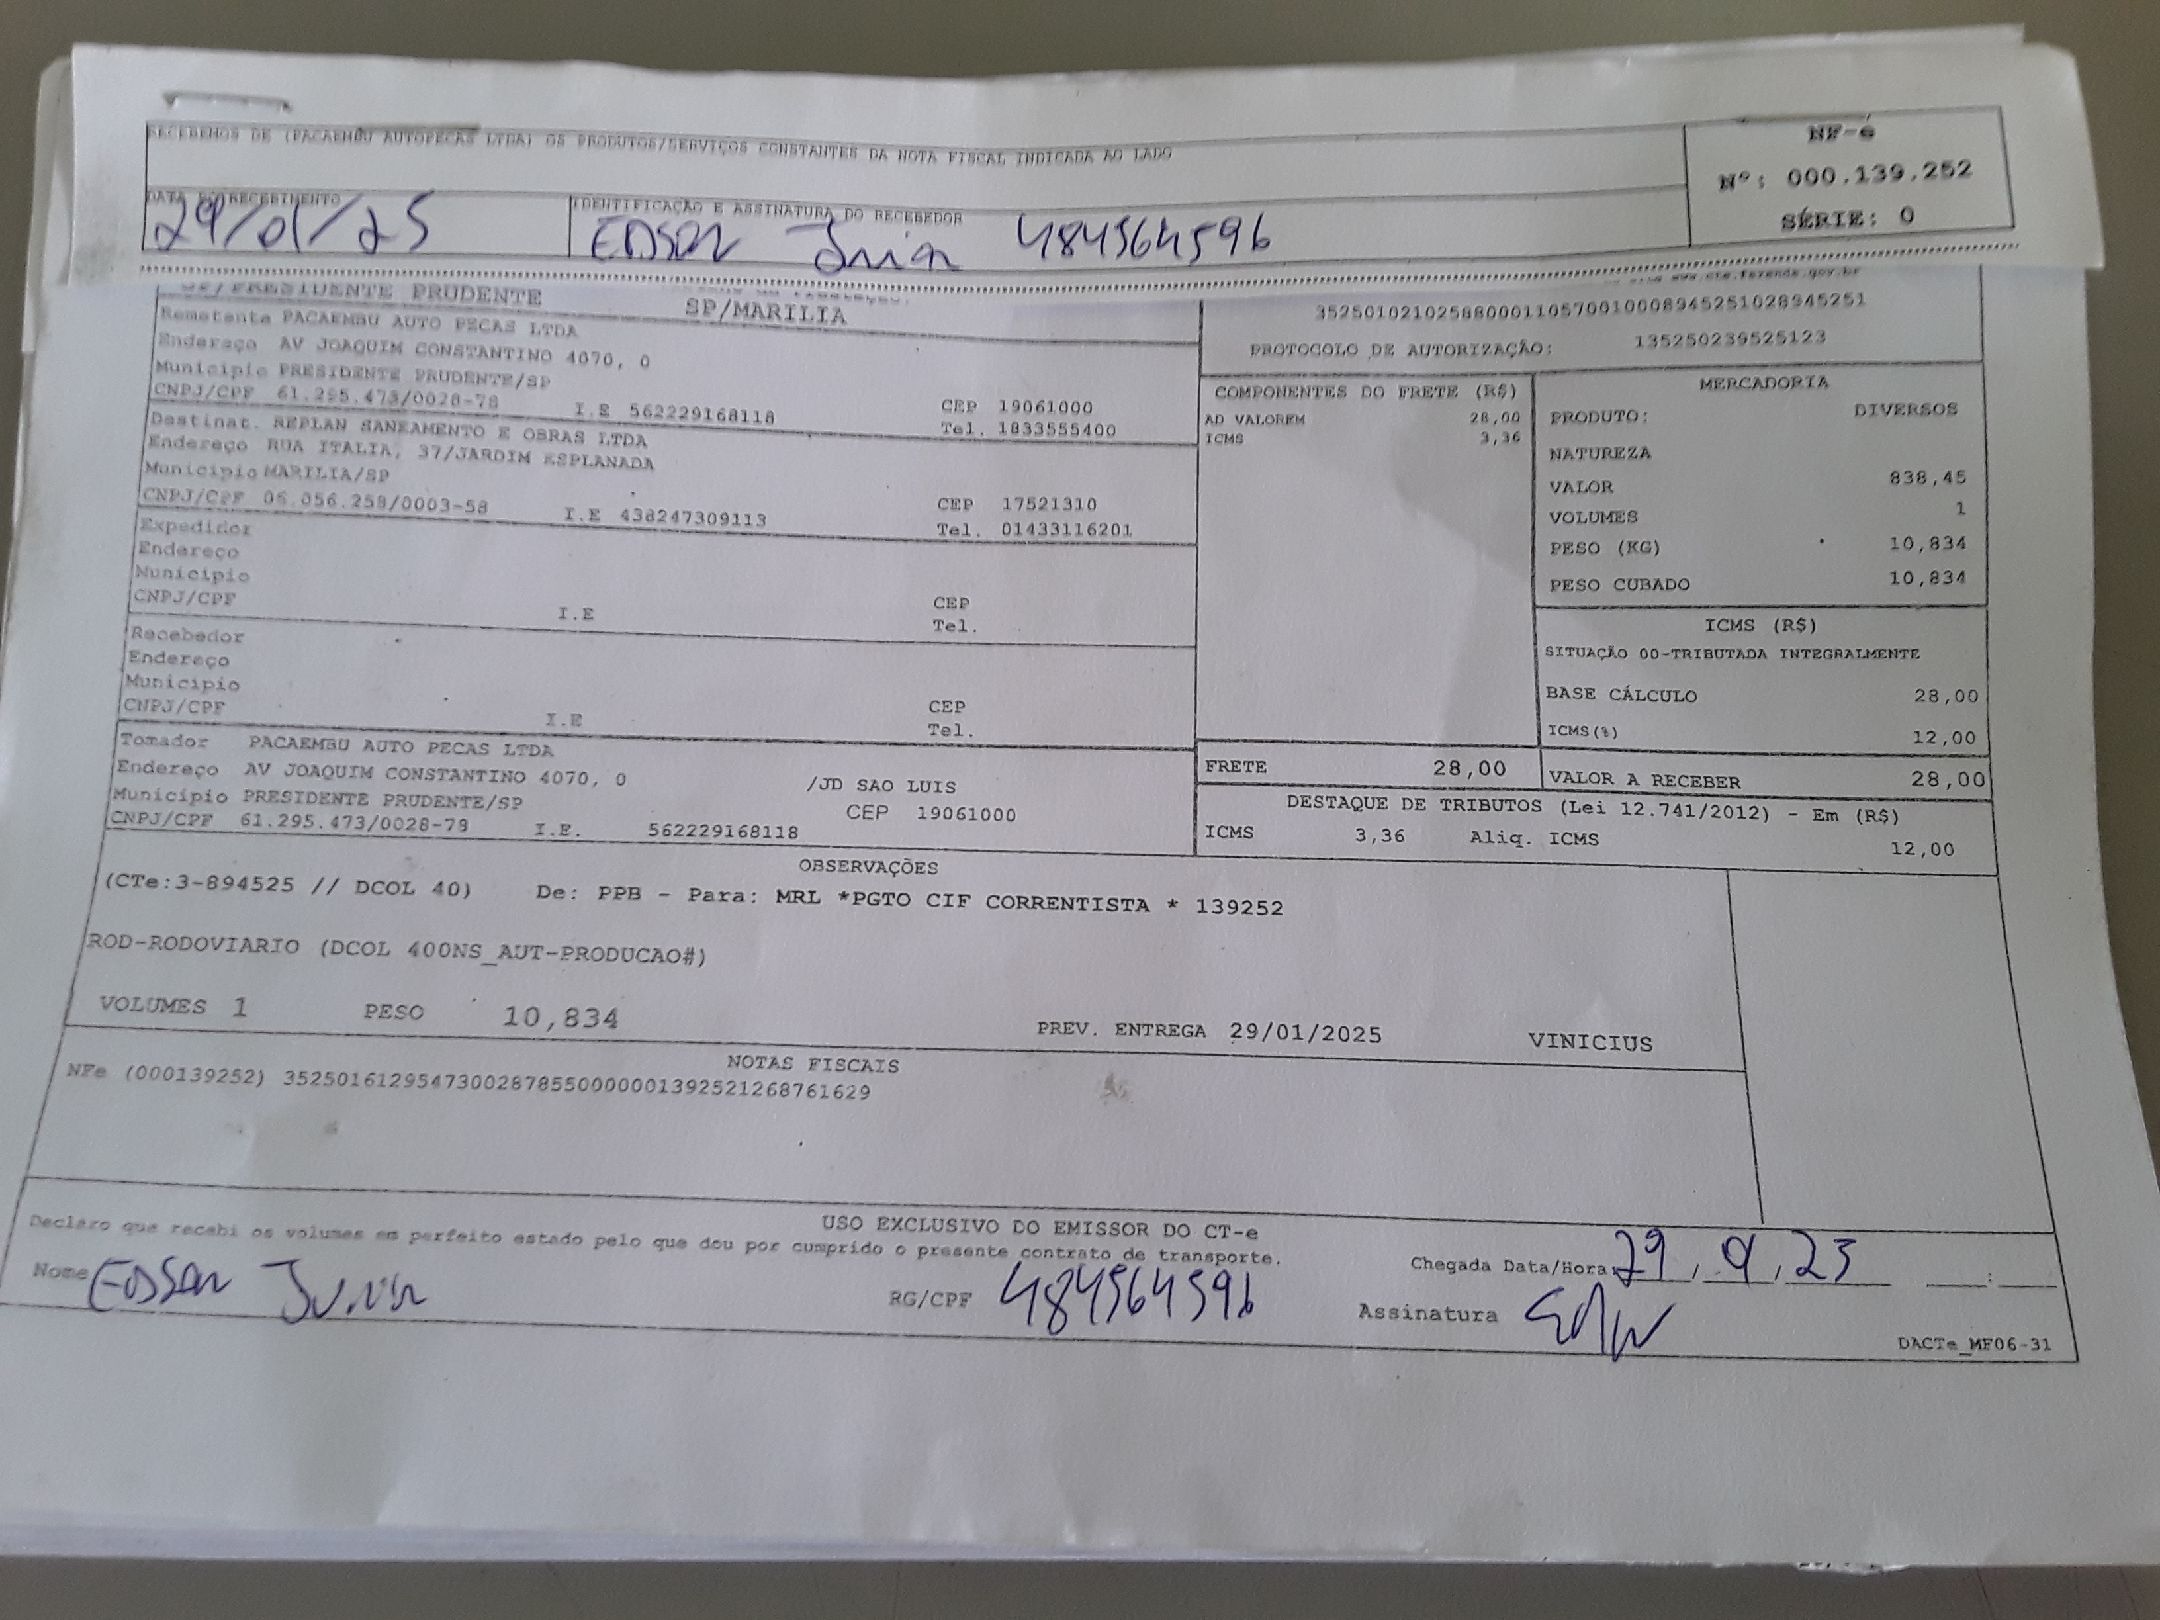 RECEBEMOS DE (PACAEMBU AUTOPECAS LTDA) OS PRODUTOS/SERVIÇOS CONSTANTES DA NOTA FISCAL INDICADA AO LADO
NF-e
Nº: 000.139.252
SÉRIE: 0
DATA DO RECEBIMENTO
29/01/25
IDENTIFICAÇÃO E ASSINATURA DO RECEBEDOR
484564596
SP/PRESIDENTE PRUDENTE SP/MARILIA
www.cte.fazenda.gov.br
35250102102588000110570010008945251028945251
PROTOCOLO DE AUTORIZAÇÃO: 135250239525123
Remetente PACAEMBU AUTO PECAS LTDA
Endereço AV JOAQUIM CONSTANTINO 4070, 0
Municipio PRESIDENTE PRUDENTE/SP CEP 19061000
CNPJ/CPF 61.295.473/0028-78 I.E 562229168118 Tel. 1833555400
Destinat. REPLAN SANEAMENTO E OBRAS LTDA
Endereço RUA ITALIA, 37/JARDIM ESPLANADA
Municipio MARILIA/SP CEP 17521310
CNPJ/CPF 06.056.258/0003-58 I.E 438247309113 Tel. 01433116201
Expedidor
Endereço
Municipio CEP
CNPJ/CPF I.E Tel.
Recebedor
Endereço
Municipio CEP
CNPJ/CPF I.E Tel.
Tomador PACAEMBU AUTO PECAS LTDA
Endereço AV JOAQUIM CONSTANTINO 4070, 0 /JD SAO LUIS
Municipio PRESIDENTE PRUDENTE/SP CEP 19061000
CNPJ/CPF 61.295.473/0028-78 I.E. 562229168118
COMPONENTES DO FRETE (R$)
AD VALOREM 28,00
ICMS 3,36
MERCADORIA
PRODUTO: DIVERSOS
NATUREZA
VALOR 838,45
VOLUMES 1
PESO (KG) 10,834
PESO CUBADO 10,834
ICMS (R$)
SITUAÇÃO 00-TRIBUTADA INTEGRALMENTE
BASE CÁLCULO 28,00
ICMS(%) 12,00
FRETE 28,00
VALOR A RECEBER 28,00
DESTAQUE DE TRIBUTOS (Lei 12.741/2012) - Em (R$)
ICMS 3,36 Aliq. ICMS 12,00
OBSERVAÇÕES
(CTe:3-894525 // DCOL 40) De: PPB - Para: MRL *PGTO CIF CORRENTISTA * 139252
ROD-RODOVIARIO (DCOL 400NS_AUT-PRODUCAO#)
VOLUMES 1 PESO 10,834 PREV. ENTREGA 29/01/2025 VINICIUS
NOTAS FISCAIS
NFe (000139252) 35250161295473002878550000001392521268761629
USO EXCLUSIVO DO EMISSOR DO CT-e
Declaro que recebi os volumes em perfeito estado pelo que dou por cumprido o presente contrato de transporte.
Nome
RG/CPF 484564596
Chegada Data/Hora:
Assinatura
DACTe_MF06-31